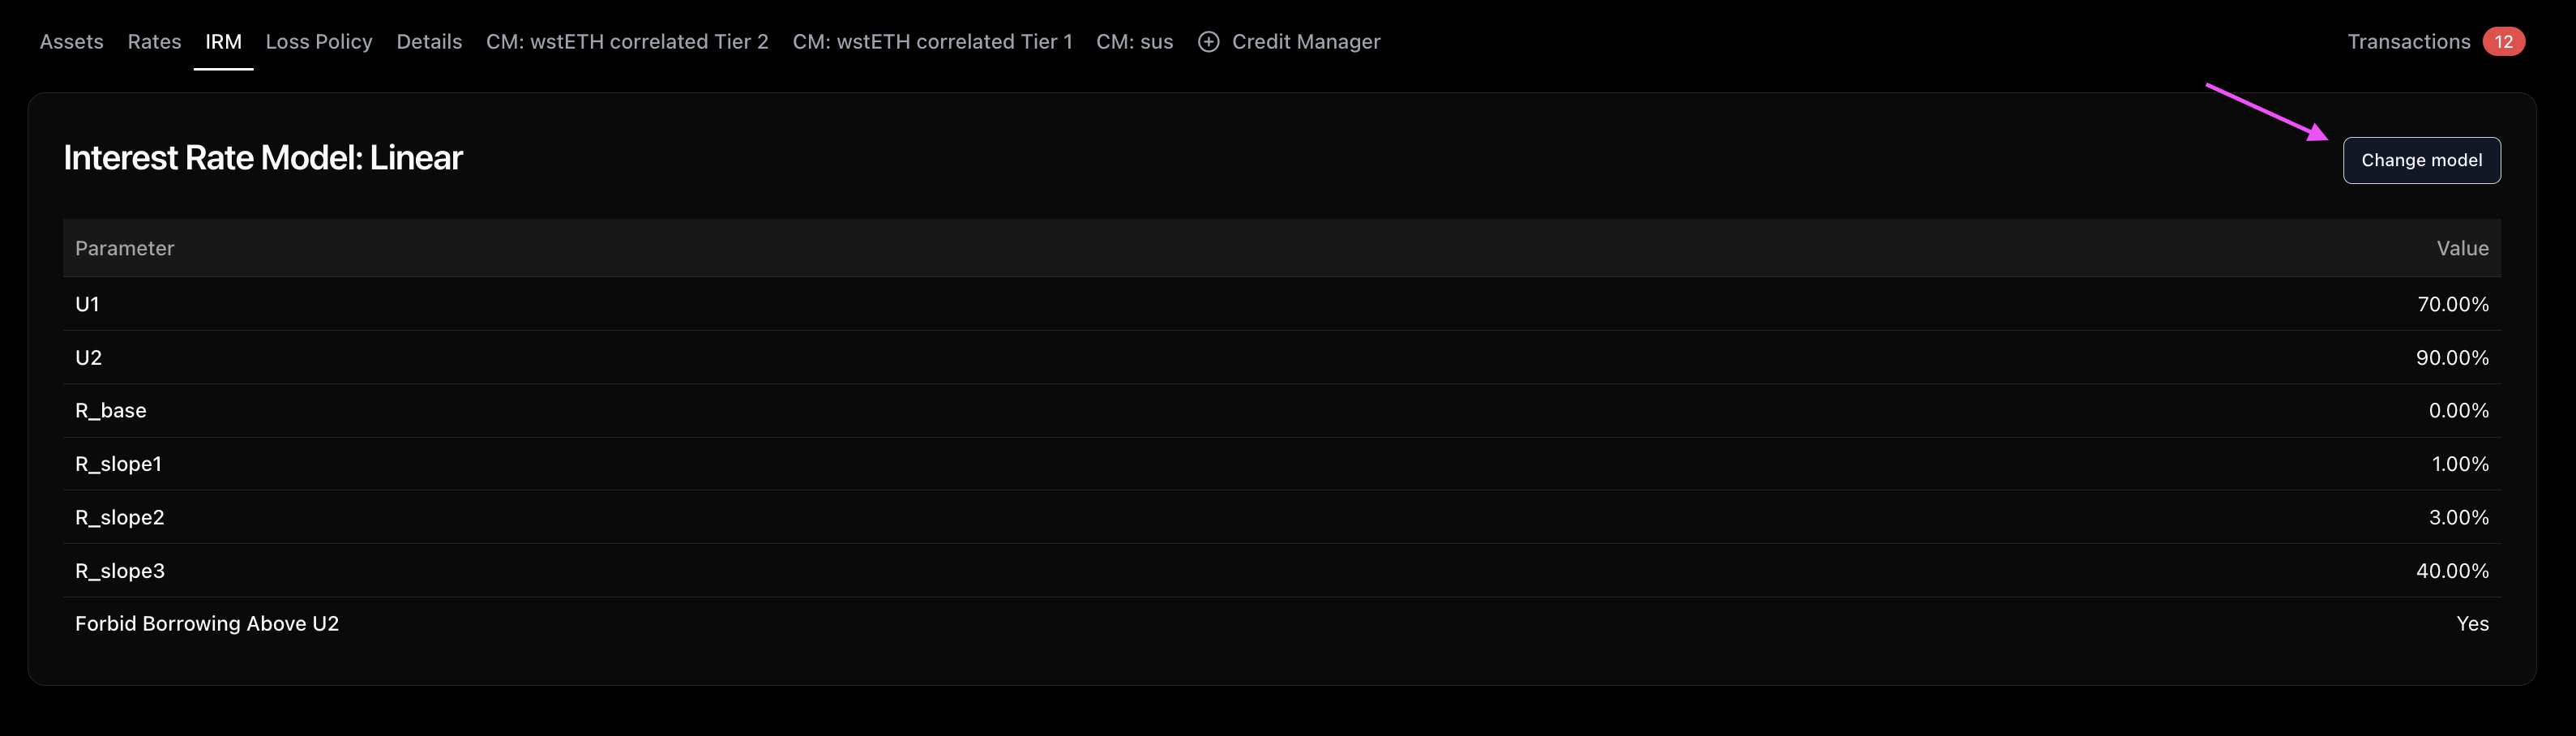 Assets Rates IRM Loss Policy Details CM: wstETH correlated Tier 2 CM: wstETH correlated Tier 1 CM: sus Credit Manager Transactions 12
Interest Rate Model: Linear Change model
Parameter Value
U1 70.00%
U2 90.00%
R_base 0.00%
R_slope1 1.00%
R_slope2 3.00%
R_slope3 40.00%
Forbid Borrowing Above U2 Yes